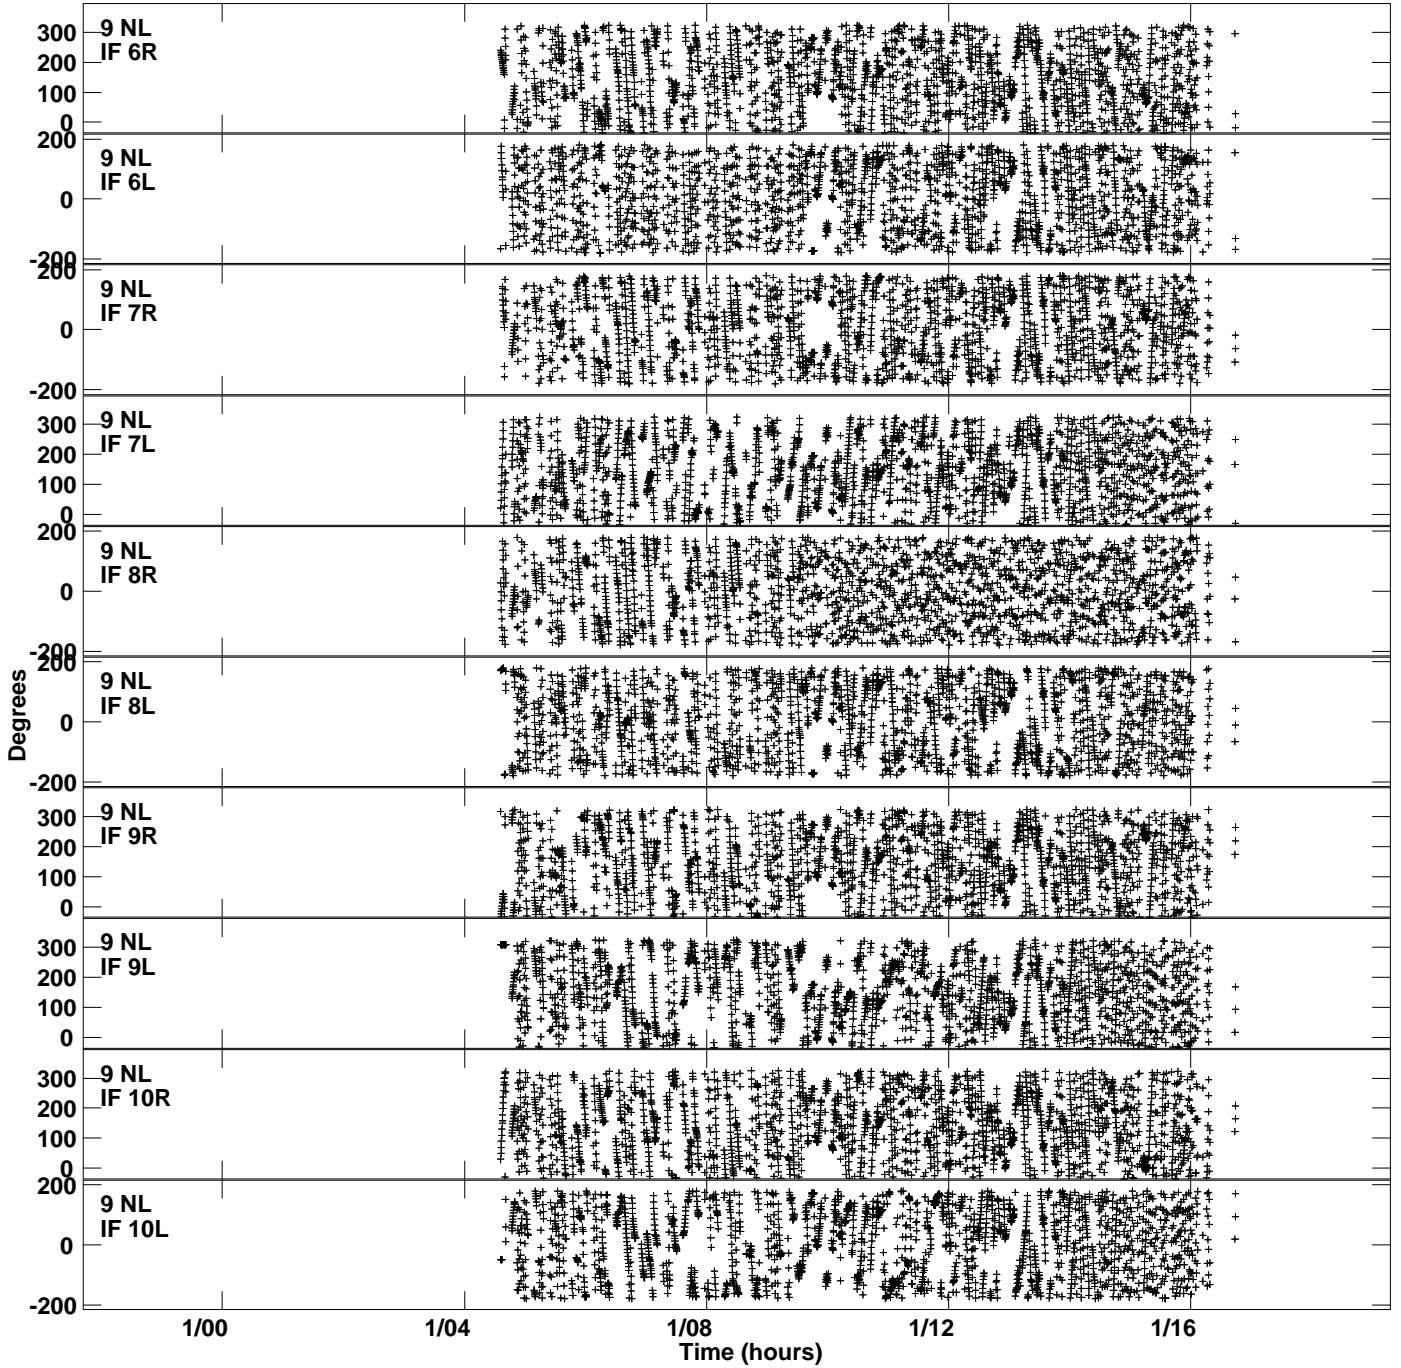 9 NL
IF 6R
300
200
100
0
9 NL
IF 6L
200
0
-200
9 NL
IF 7R
200
0
-200
9 NL
IF 7L
300
200
100
0
9 NL
IF 8R
200
0
-200
9 NL
IF 8L
200
0
-200
9 NL
IF 9R
300
200
100
0
9 NL
IF 9L
300
200
100
0
9 NL
IF 10R
300
200
100
0
9 NL
IF 10L
200
0
-200
Degrees
1/00 1/04 1/08 1/12 1/16
Time (hours)